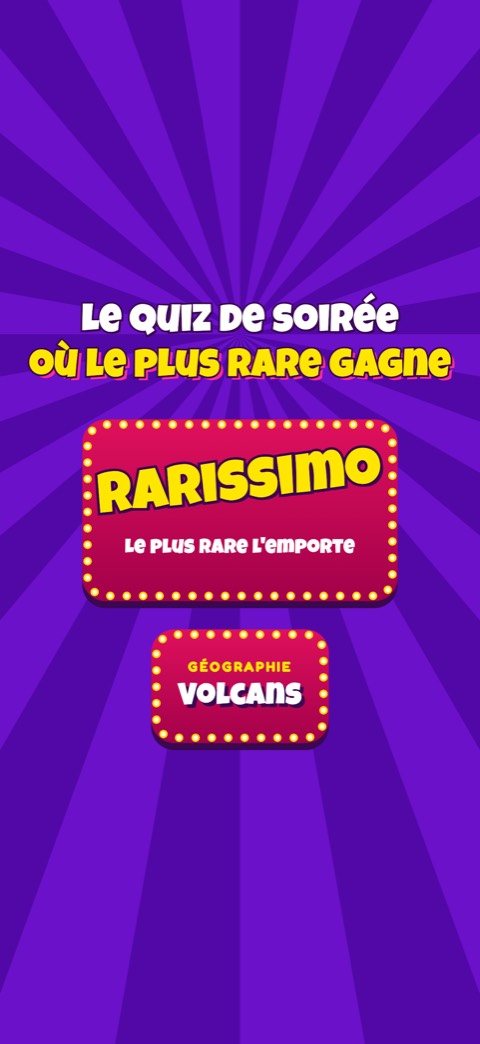 Le quiz de soirée
où le plus rare gagne
RARISSIMO
Le plus rare l'emporte
GÉOGRAPHIE
Volcans